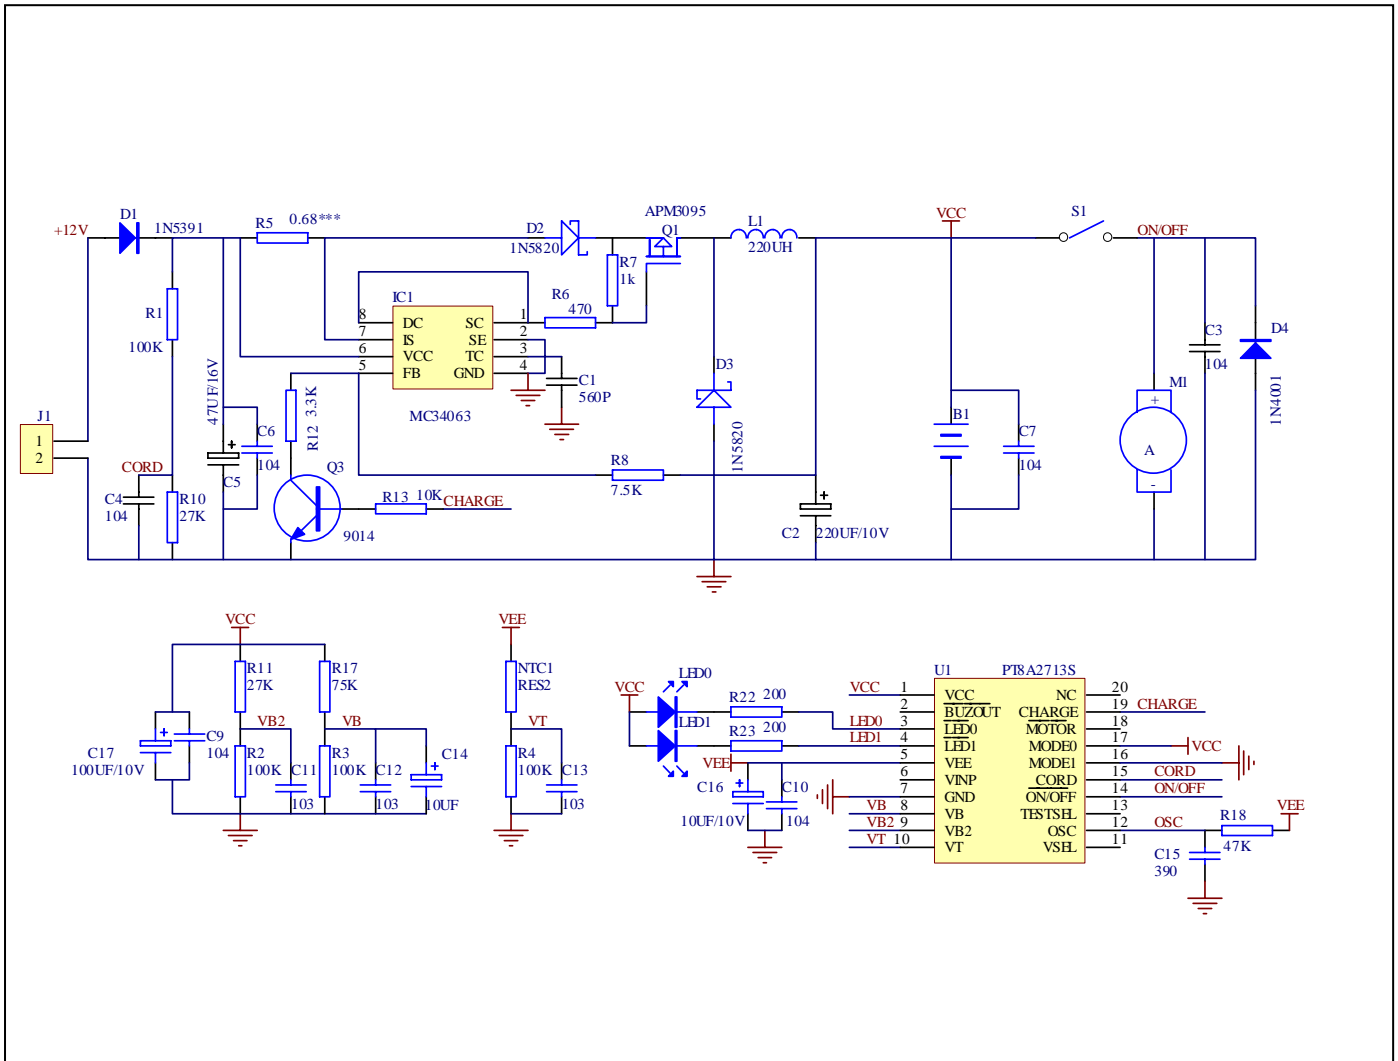 APM3095
D1
R5
0.68***
L1
VCC
S1
+12V
1N5391
D2
1N5820
Q1
220UH
ON/OFF
R7
1k
IC1
R6
470
R1
100K
8 DC SC 1
7 IS SE 2
6 VCC TC 3
5 FB GND 4
MC34063
C1
560P
C3
104
D4
1N4001
D3
1N5820
M1
+
A
-
47UF/16V
R12 3.3K
J1
1
2
B1
C6
104
C5
C7
104
CORD
Q3
R8
7.5K
C4
104
R10
27K
R13 10K
CHARGE
9014
+
C2 220UF/10V
VCC
VEE
R11
27K
R17
75K
NTC1
RES2
VB2
VB
VT
C17
100UF/10V
+
C9
104
R2
100K
C11
103
R3
100K
C12
103
+
C14
10UF
R4
100K
C13
103
LED0
VCC
LED1
R22 200
R23 200
LED0
LED1
VEE
C16
10UF/10V
+
C10
104
U1
PT8A2713S
VCC 1 VCC NC 20
2 BUZOUT CHARGE 19 CHARGE
3 LED0 MOTOR 18
4 LED1 MODE0 17 VCC
5 VEE MODE1 16
6 VINP CORD 15 CORD
7 GND ON/OFF 14 ON/OFF
VB 8 VB TESTSEL 13
VB2 9 VB2 OSC 12 OSC
VT 10 VT VSEL 11
R18
47K
VEE
C15
390